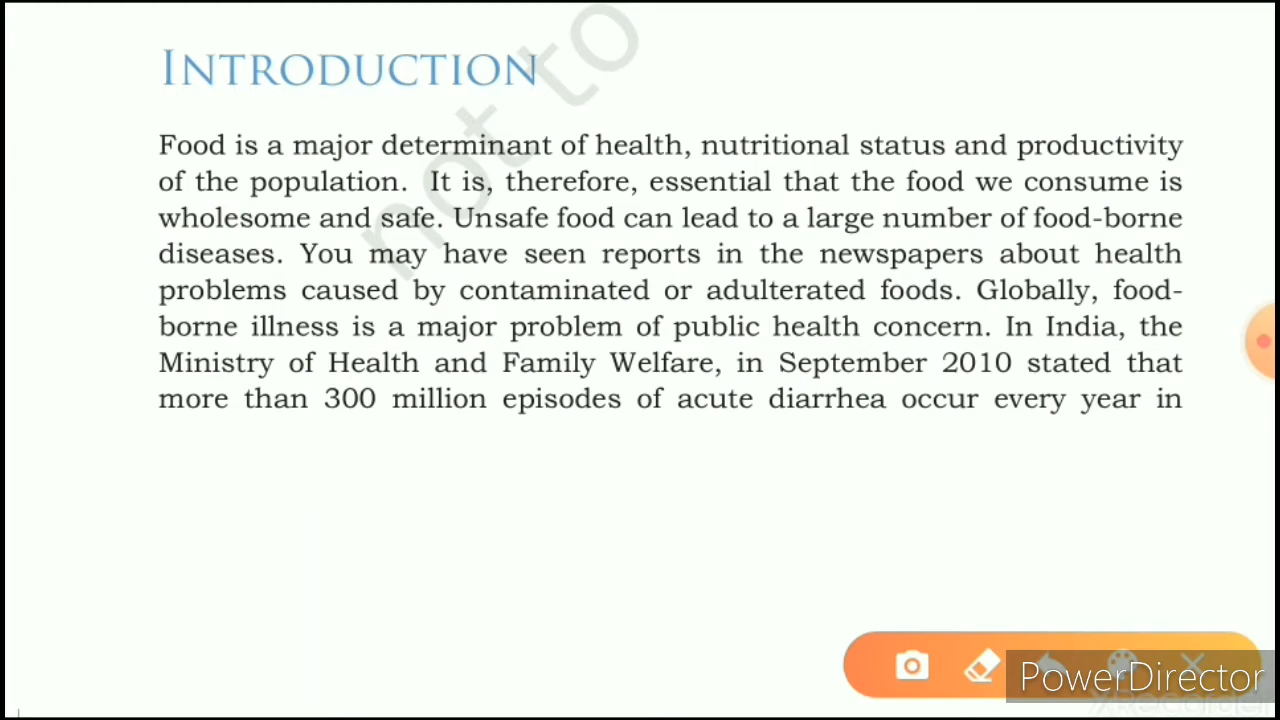 not to
INTRODUCTION
Food is a major determinant of health, nutritional status and productivity
of the population. It is, therefore, essential that the food we consume is
wholesome and safe. Unsafe food can lead to a large number of food-borne
diseases. You may have seen reports in the newspapers about health
problems caused by contaminated or adulterated foods. Globally, food-
borne illness is a major problem of public health concern. In India, the
Ministry of Health and Family Welfare, in September 2010 stated that
more than 300 million episodes of acute diarrhea occur every year in
PowerDirector